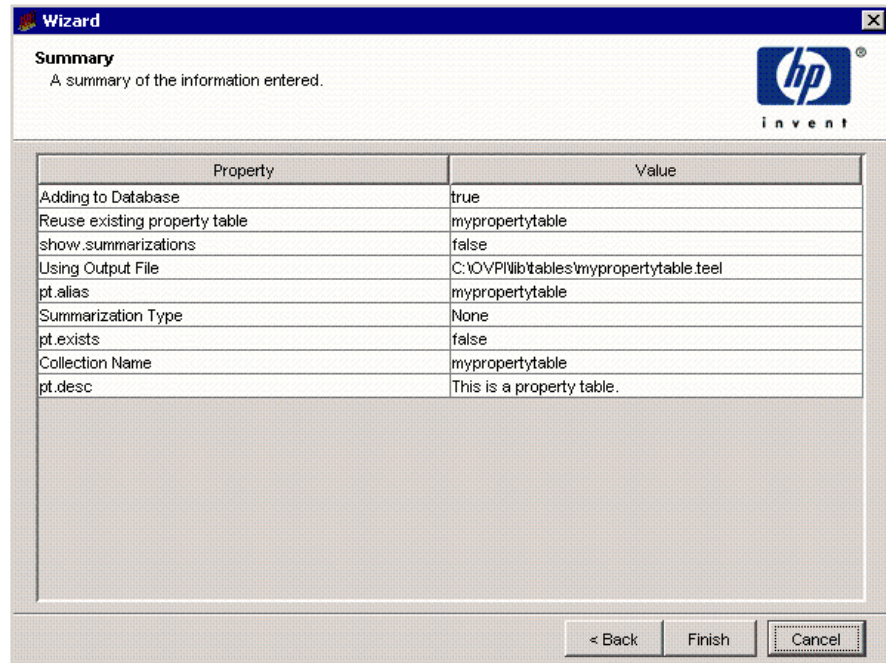 Wizard
Summary
A summary of the information entered.
hp
®
invent
Property Value
Adding to Database true
Reuse existing property table mypropertytable
show.summarizations false
Using Output File C:\OVPI\lib\tables\mypropertytable.teel
pt.alias mypropertytable
Summarization Type None
pt.exists false
Collection Name mypropertytable
pt.desc This is a property table.
< Back Finish Cancel